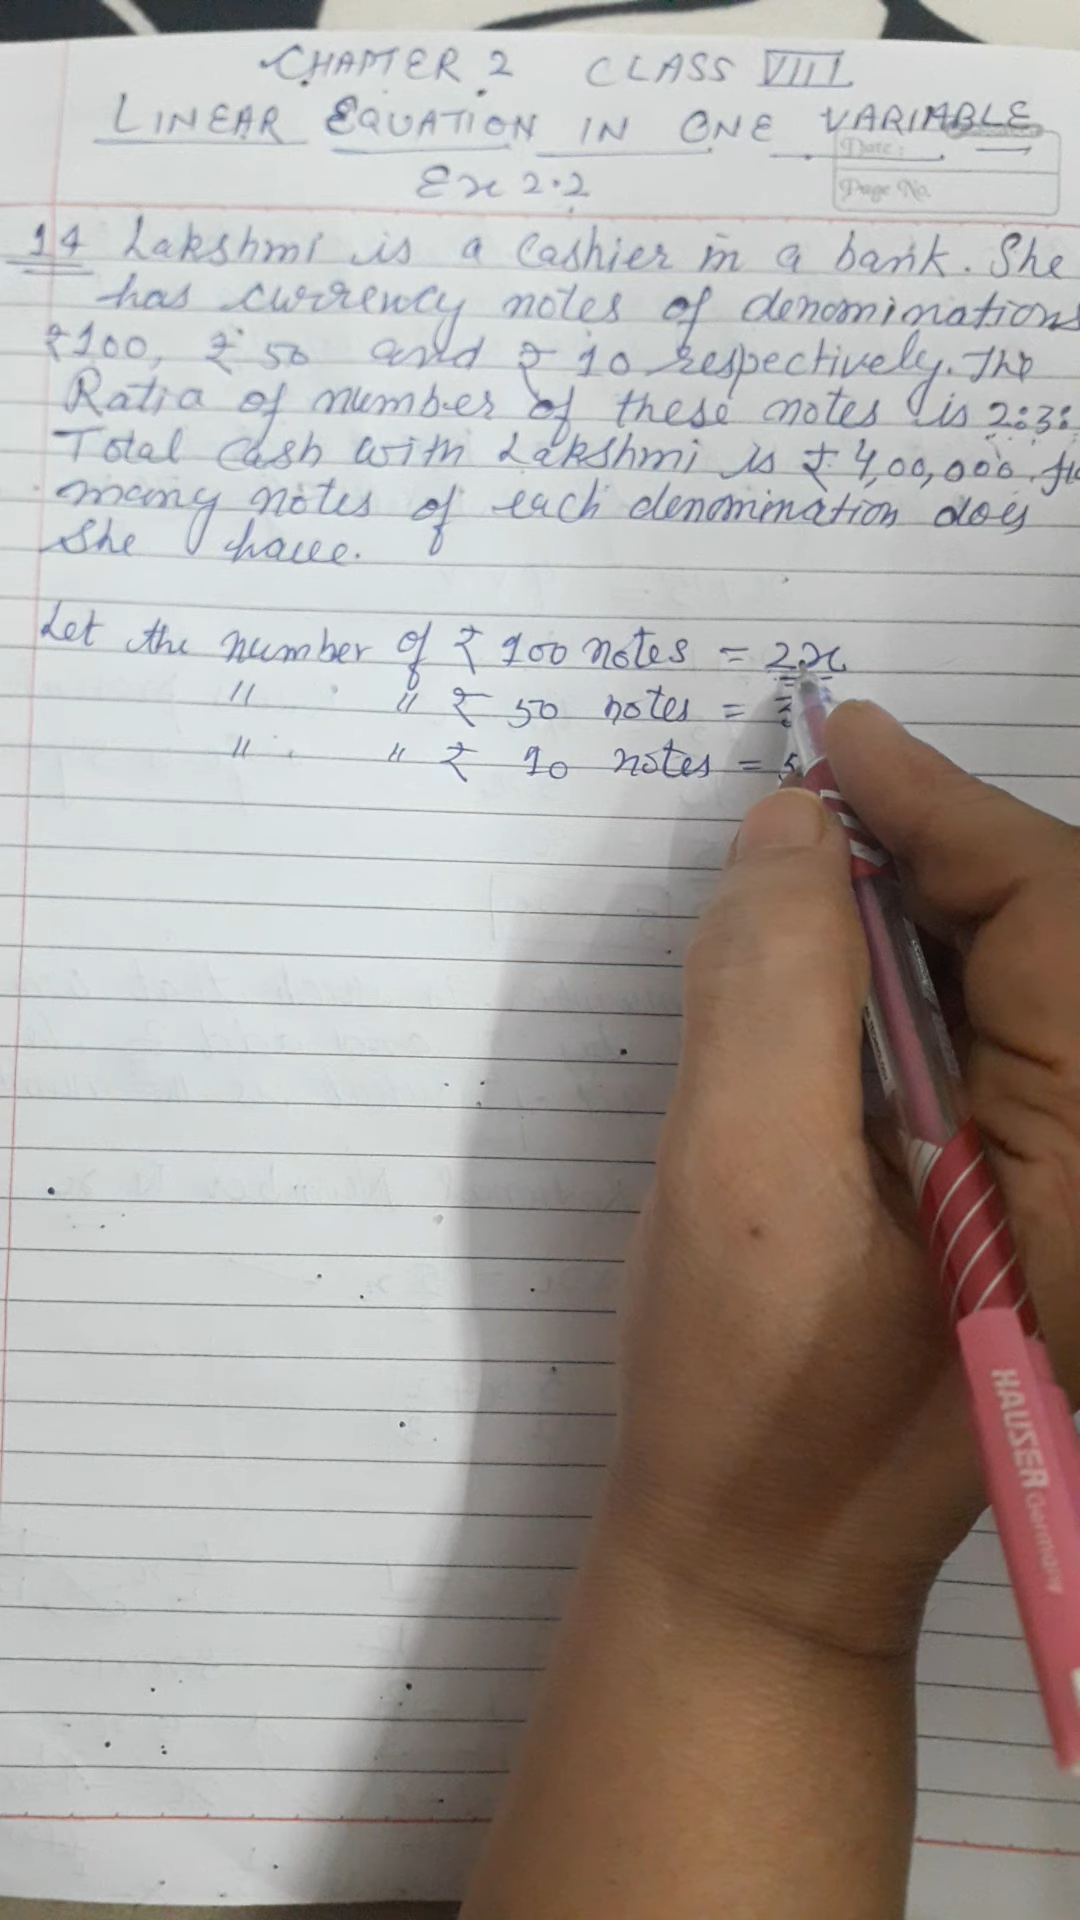 CHAPTER 2 CLASS VIII
LINEAR EQUATION IN ONE VARIABLE
Date:
Page No.
Ex 2.2
14 Lakshmi is a Cashier in a bank. She
has currency notes of denominations
₹100, ₹ 50 and ₹ 10 respectively. The
Ratio of number of these notes is 2:3:
Total Cash with Lakshmi is ₹ 4,00,000.
many notes of each denomination does
She have.
Let the number of ₹ 100 notes = 2x
" " ₹ 50 notes = 3
" " ₹ 10 notes = 5
HAUSER Germany